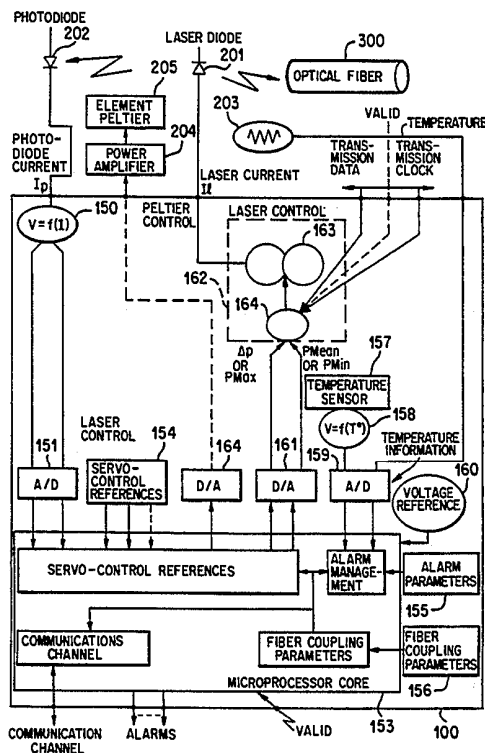 PHOTODIODE
202
LASER DIODE
201
300
OPTICAL FIBER
205
ELEMENT
PELTIER
203
VALID
TEMPERATURE
PHOTO-
DIODE
CURRENT
Ip
204
POWER
AMPLIFIER
TRANSMISSION
DATA
TRANSMISSION
CLOCK
LASER CURRENT
Il
150
V=f(I)
PELTIER
CONTROL
LASER CONTROL
163
162
164
157
Δp
OR
PMax
PMean OR
PMin
TEMPERATURE
SENSOR
158
V=f(T°)
LASER
CONTROL
151
154
164
161
159
TEMPERATURE
INFORMATION
160
A/D
SERVO-CONTROL
REFERENCES
D/A
D/A
A/D
VOLTAGE
REFERENCE
SERVO-CONTROL REFERENCES
ALARM
MANAGE-
MENT
ALARM
PARAMETERS
155
COMMUNICATIONS
CHANNEL
FIBER COUPLING
PARAMETERS
FIBER
COUPLING
PARAMETERS
156
MICROPROCESSOR CORE
153
100
COMMUNICATION
CHANNEL
ALARMS
VALID